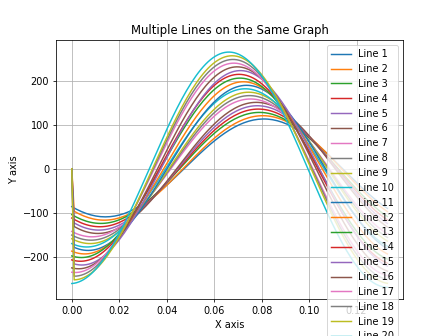 Multiple Lines on the Same Graph
Y axis
200
100
0
−100
−200
0.00 0.02 0.04 0.06 0.08 0.10
X axis
Line 1
Line 2
Line 3
Line 4
Line 5
Line 6
Line 7
Line 8
Line 9
Line 10
Line 11
Line 12
Line 13
Line 14
Line 15
Line 16
Line 17
Line 18
Line 19
Line 20